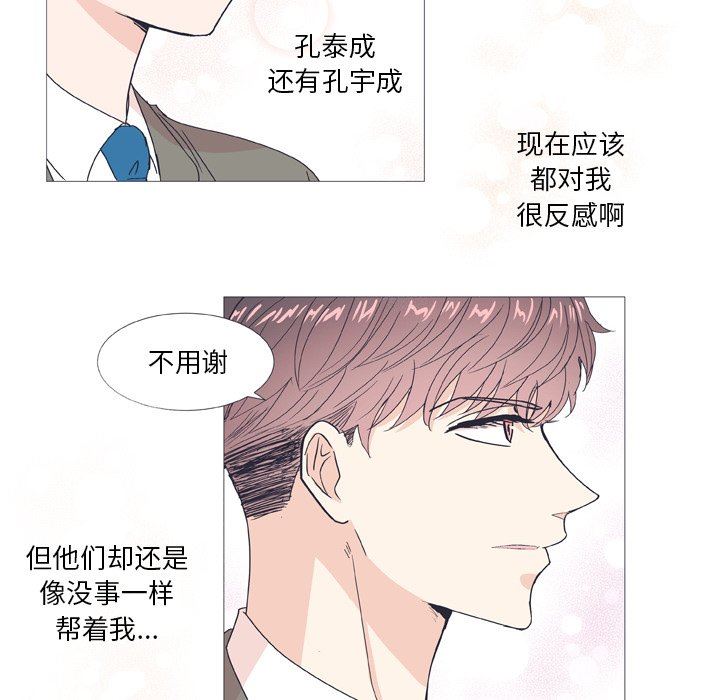 孔泰成
还有孔宇成
现在应该
都对我
很反感啊
不用谢
但他们却还是
像没事一样
帮着我...